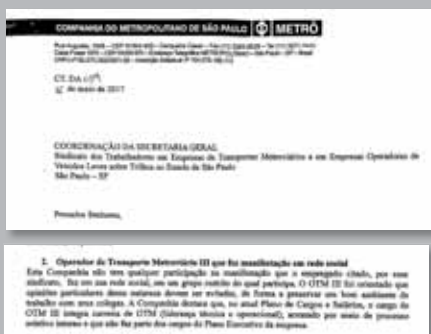 COMPANHIA DO METROPOLITANO DE SÃO PAULO METRÔ
CT. DA
de maio de 2017
COORDENAÇÃO DA SECRETARIA GERAL
Sindicato dos Trabalhadores em Empresas de Transportes Metroviários e em Empresas Operadoras de
Veículos Leves sobre Trilhos no Estado de São Paulo
São Paulo – SP
Prezados Senhores,
2. Operador de Transporte Metroviário III que fez manifestação em rede social
Esta Companhia não tem qualquer participação na manifestação que o empregado citado, por esse
sindicato, fez em sua rede social, em um grupo restrito do qual participa. O OTM III foi orientado que
opiniões particulares dessa natureza devem ser evitadas, de forma a preservar um bom ambiente de
trabalho com seus colegas. A Companhia destaca que, no atual Plano de Cargos e Salários, o cargo de
OTM III integra carreira de OTM (liderança técnica e operacional), acessado por meio de processo
seletivo interno e que não faz parte dos cargos do Plano Executivo da empresa.